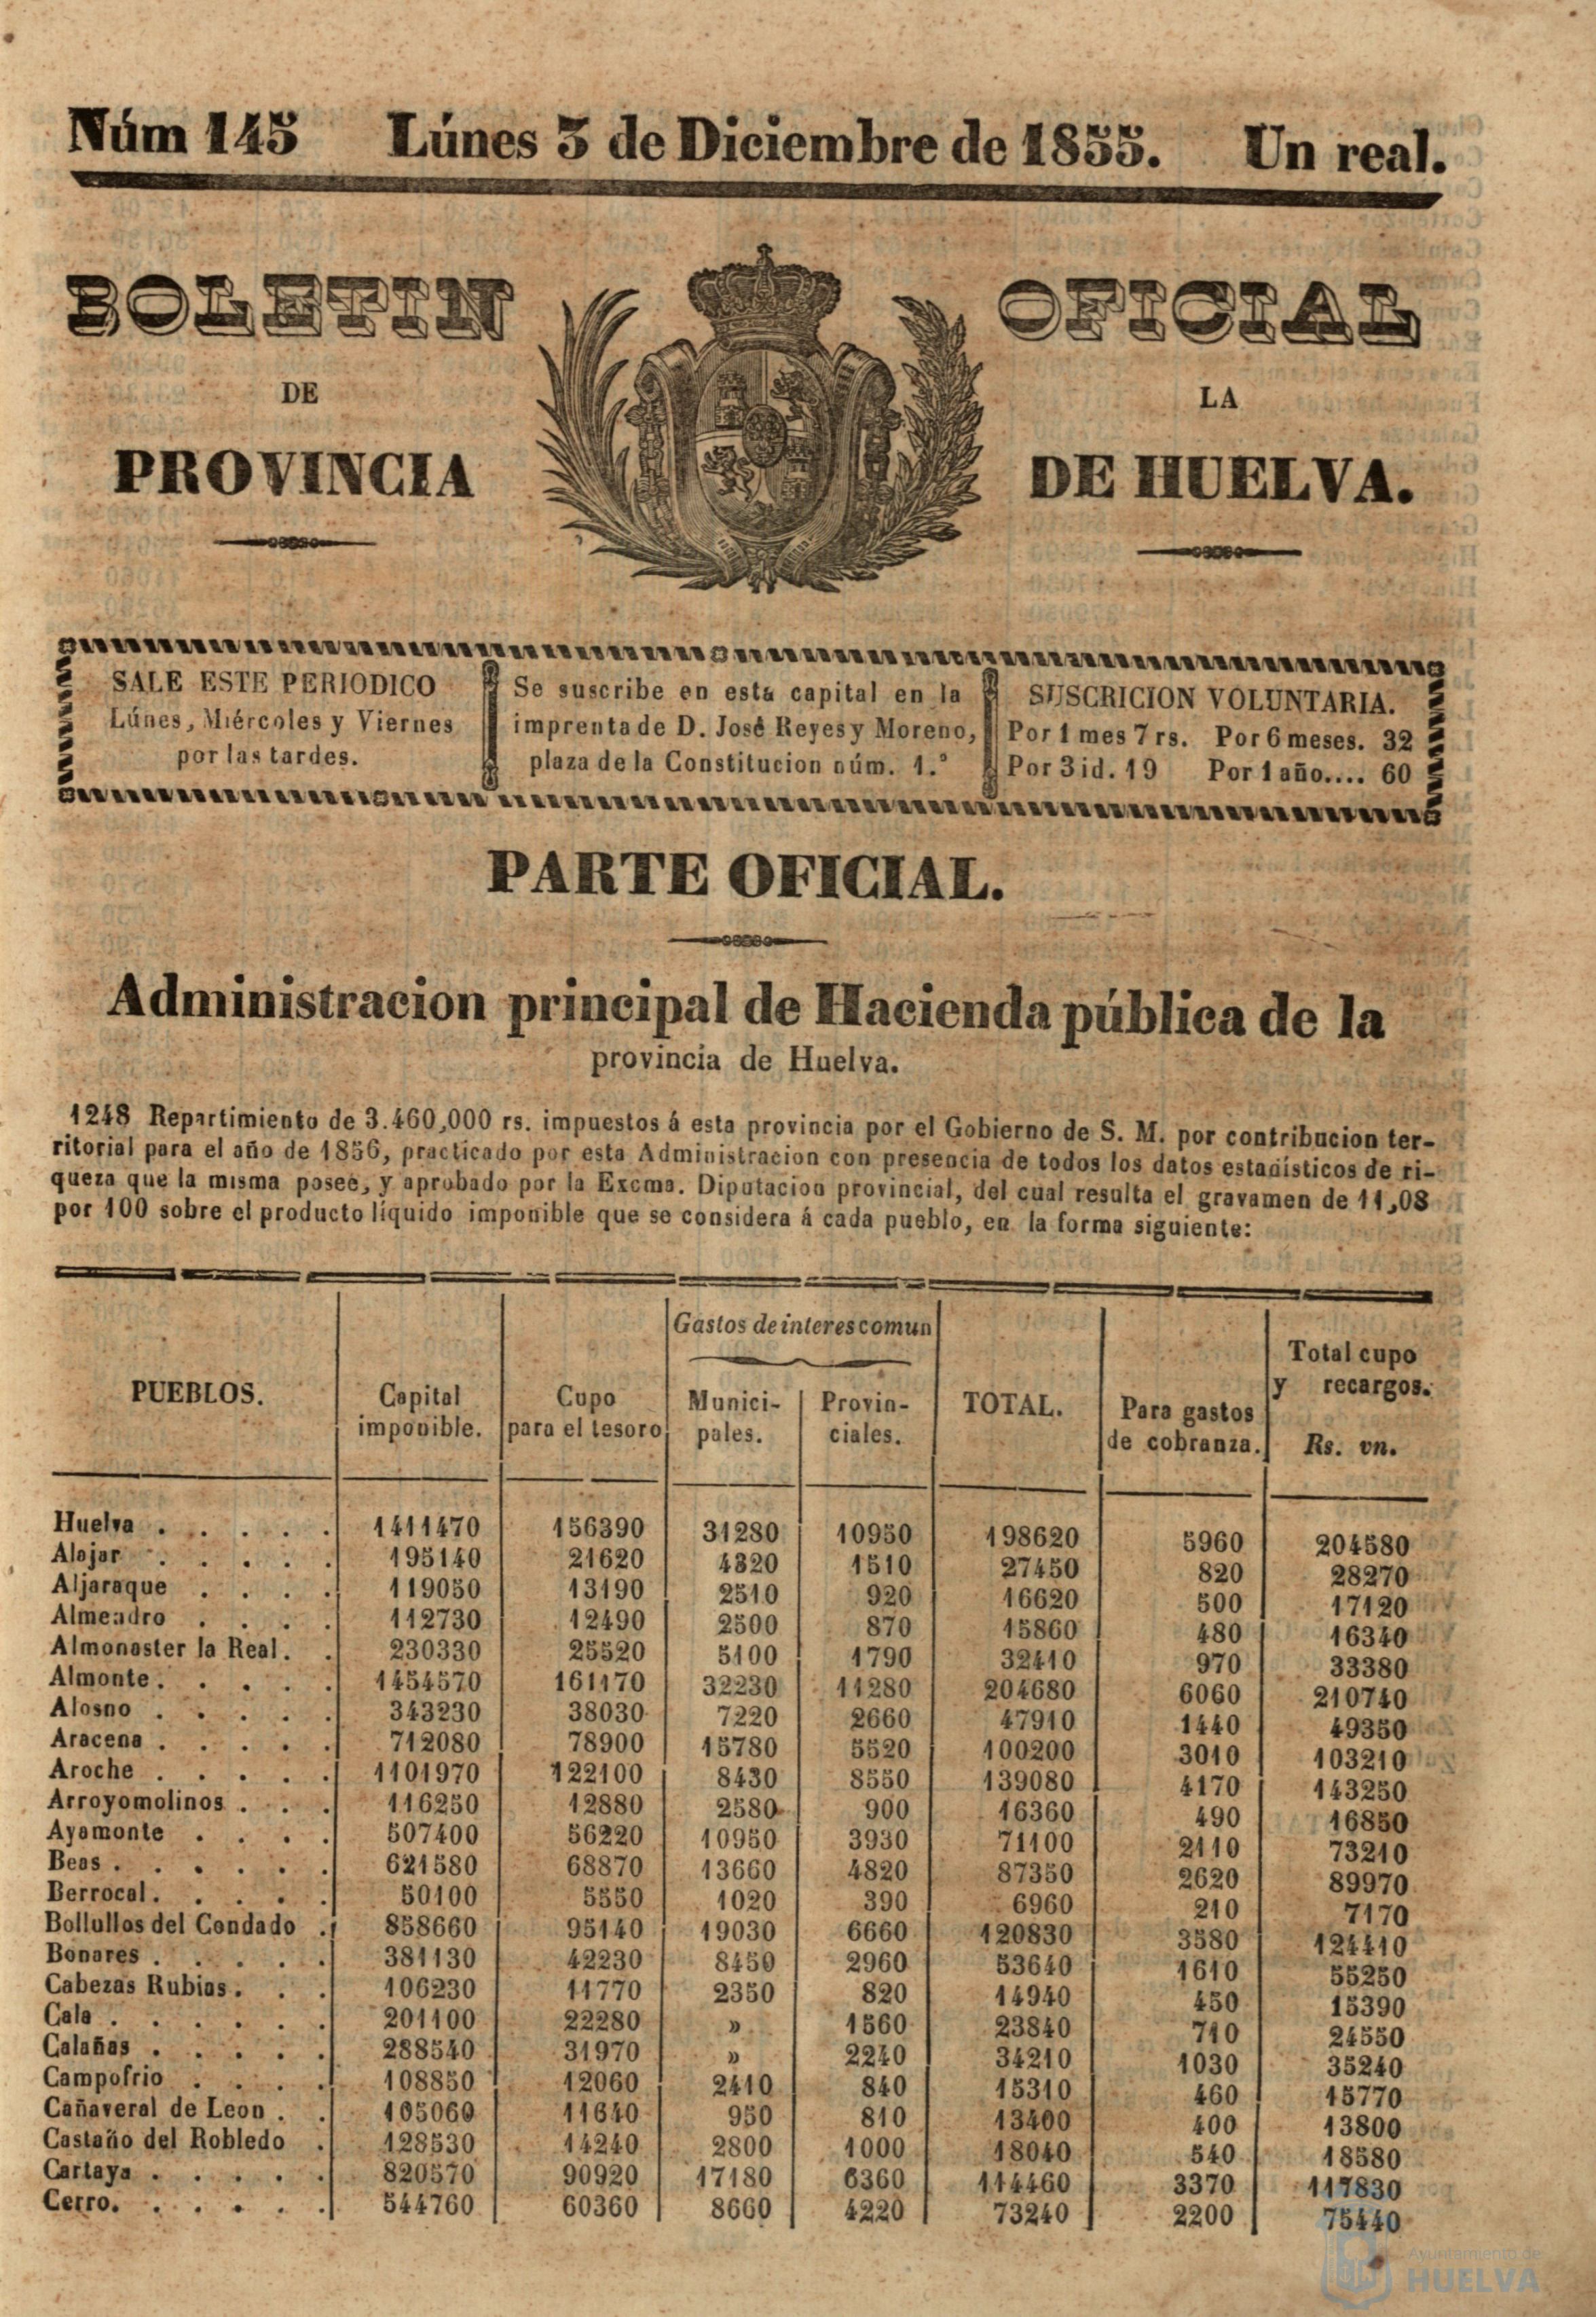 Núm 145 Lúnes 3 de Diciembre de 1855. Un real.
BOLETIN OFICIAL
DE LA
PROVINCIA DE HUELVA.
SALE ESTE PERIODICO
Lúnes, Miércoles y Viernes
por las tardes.
Se suscribe en esta capital en la
imprenta de D. José Reyes y Moreno,
plaza de la Constitucion núm. 1.°
SUSCRICION VOLUNTARIA.
Por 1 mes 7 rs. Por 6 meses. 32
Por 3 id. 19 Por 1 año.... 60
PARTE OFICIAL.
Administracion principal de Hacienda pública de la
provincia de Huelva.
1248 Repartimiento de 3.460,000 rs. impuestos á esta provincia por el Gobierno de S. M. por contribucion ter-
ritorial para el año de 1856, practicado por esta Administracion con presencia de todos los datos estadísticos de ri-
queza que la misma posee, y aprobado por la Excma. Diputacion provincial, del cual resulta el gravamen de 11,08
por 100 sobre el producto líquido imponible que se considera á cada pueblo, en la forma siguiente:
Gastos de interes comun
PUEBLOS. Capital imponible. Cupo para el tesoro Munici-pales. Provin-ciales. TOTAL. Para gastos de cobranza. Total cupo y recargos. Rs. vn.
Huelva . . . . . 1411470 156390 31280 10950 198620 5960 204580
Alajar . . . . . 195140 21620 4320 1510 27450 820 28270
Aljaraque . . . . 119050 13190 2510 920 16620 500 17120
Almendro . . . . 112730 12490 2500 870 15860 480 16340
Almonaster la Real. . 230330 25520 5100 1790 32410 970 33380
Almonte. . . . . 1454570 161170 32230 11280 204680 6060 210740
Alosno . . . . . 343230 38030 7220 2660 47910 1440 49350
Aracena . . . . . 712080 78900 15780 5520 100200 3010 103210
Aroche . . . . . 1101970 122100 8430 8550 139080 4170 143250
Arroyomolinos . . . 116250 12880 2580 900 16360 490 16850
Ayamonte . . . . 507400 56220 10950 3930 71100 2110 73210
Beas . . . . . . 621580 68870 13660 4820 87350 2620 89970
Berrocal. . . . . 50100 5550 1020 390 6960 210 7170
Bollullos del Condado . 858660 95140 19030 6660 120830 3580 124410
Bonares . . . . . 381130 42230 8450 2960 53640 1610 55250
Cabezas Rubias. . . 106230 11770 2350 820 14940 450 15390
Cala . . . . . . 201100 22280 » 1560 23840 710 24550
Calañas . . . . . 288540 31970 » 2240 34210 1030 35240
Campofrio . . . . 108850 12060 2410 840 15310 460 15770
Cañaveral de Leon . . 105060 11640 950 810 13400 400 13800
Castaño del Robledo . 128530 14240 2800 1000 18040 540 18580
Cartaya . . . . . 820570 90920 17180 6360 114460 3370 117830
Cerro. . . . . . 544760 60360 8660 4220 73240 2200 75440
Ayuntamiento de
HUELVA